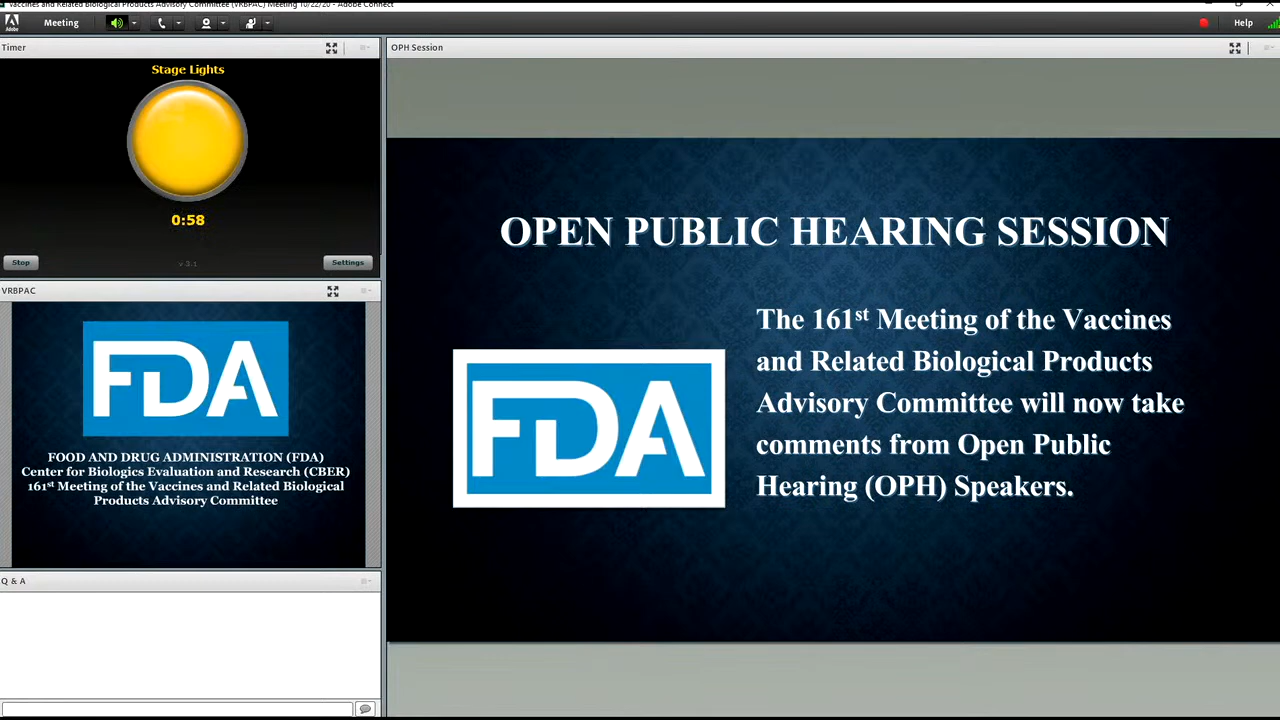 Vaccines and Related Biological Products Advisory Committee (VRBPAC) Meeting 10/22/20 - Adobe Connect
Adobe
Meeting
Help
Timer
Stage Lights
0:58
Stop
v 3.1
Settings
VRBPAC
FDA
FOOD AND DRUG ADMINISTRATION (FDA)
Center for Biologics Evaluation and Research (CBER)
161st Meeting of the Vaccines and Related Biological
Products Advisory Committee
Q & A
OPH Session
OPEN PUBLIC HEARING SESSION
FDA
The 161st Meeting of the Vaccines
and Related Biological Products
Advisory Committee will now take
comments from Open Public
Hearing (OPH) Speakers.